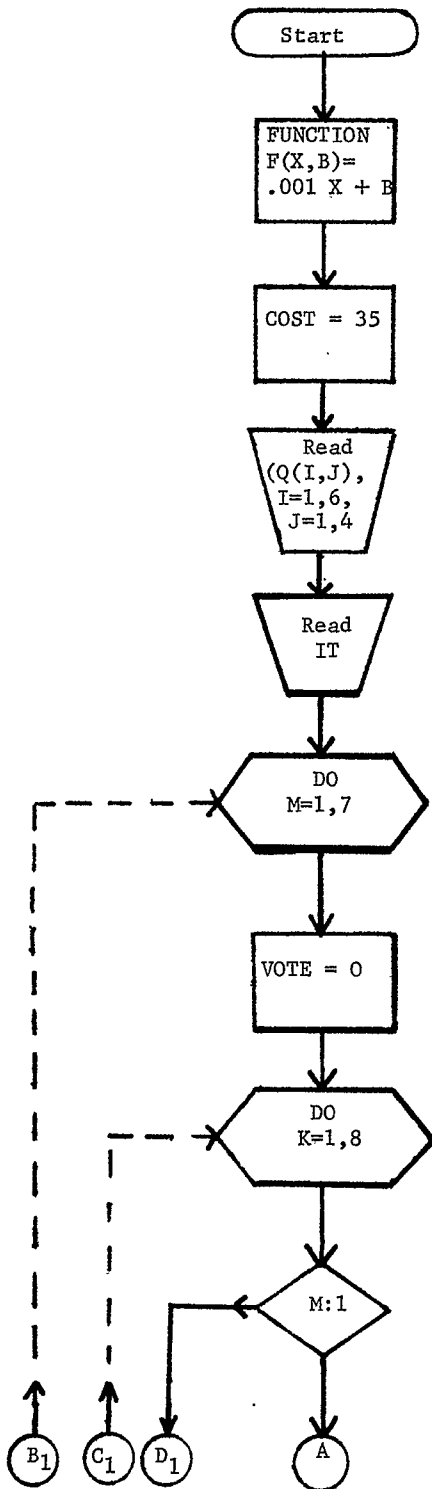 Start
FUNCTION
F(X,B)=
.001 X + B
COST = 35
Read
(Q(I,J),
I=1,6,
J=1,4
Read
IT
DO
M=1,7
VOTE = 0
DO
K=1,8
M:1
B1
C1
D1
A